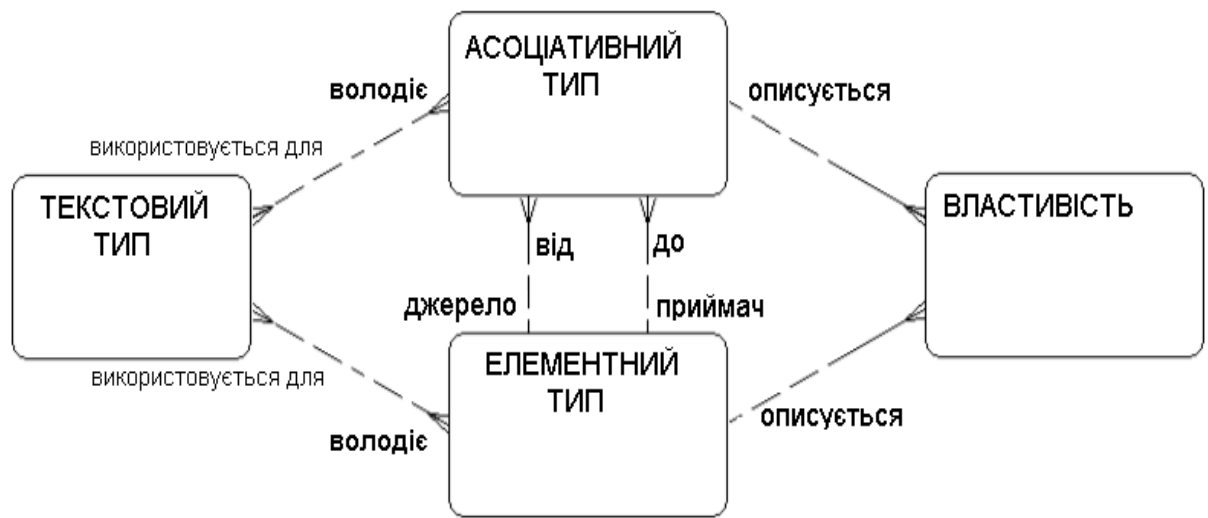 АСОЦІАТИВНИЙ
ТИП
володіє
описується
використовується для
ТЕКСТОВИЙ
ТИП
ВЛАСТИВІСТЬ
від
до
джерело
приймач
ЕЛЕМЕНТНИЙ
ТИП
використовується для
володіє
описується